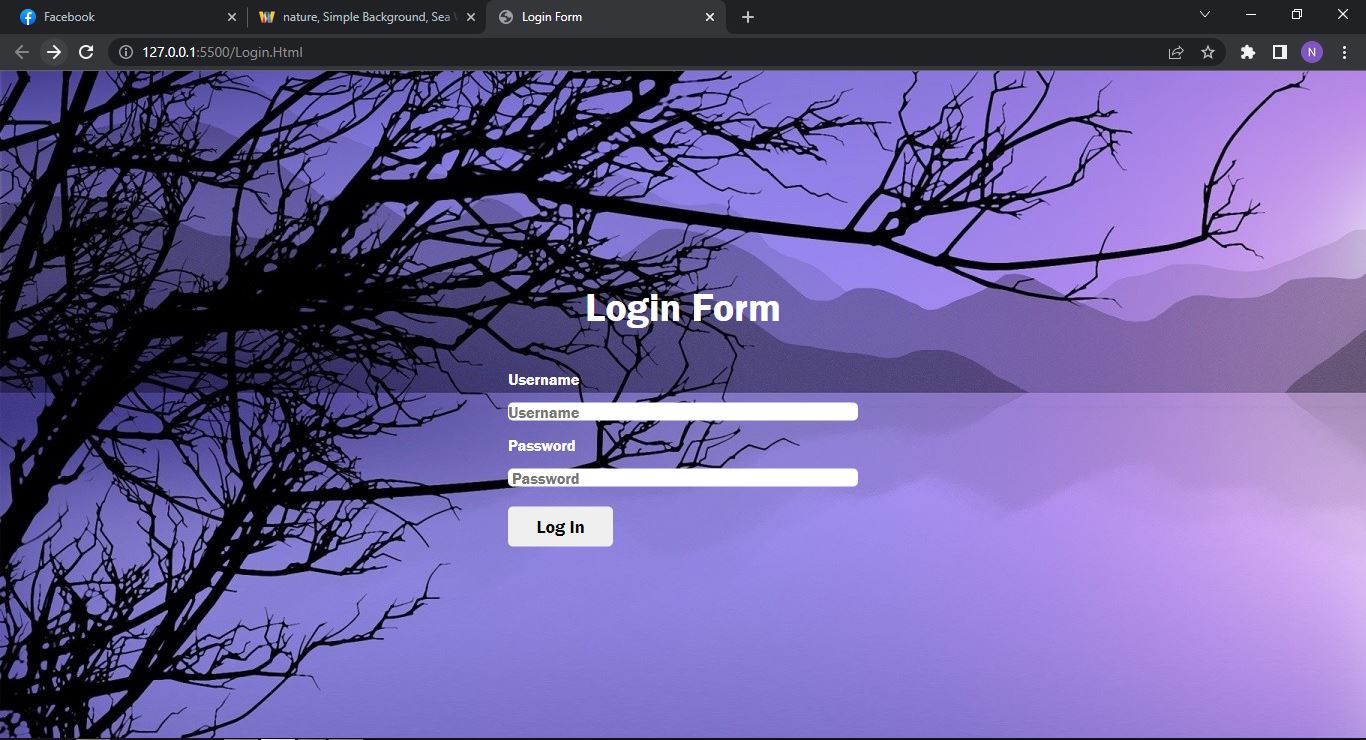 Facebook
nature, Simple Background, Sea
Login Form
127.0.0.1:5500/Login.Html
N
Login Form
Username
Username
Password
Password
Log In